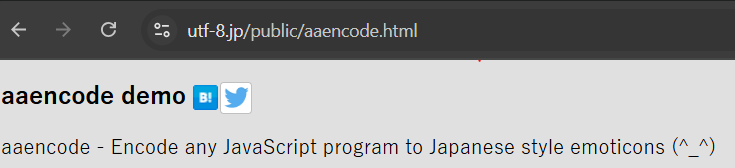 utf-8.jp/public/aaencode.html
aaencode demo B!
aaencode - Encode any JavaScript program to Japanese style emoticons (^_^)